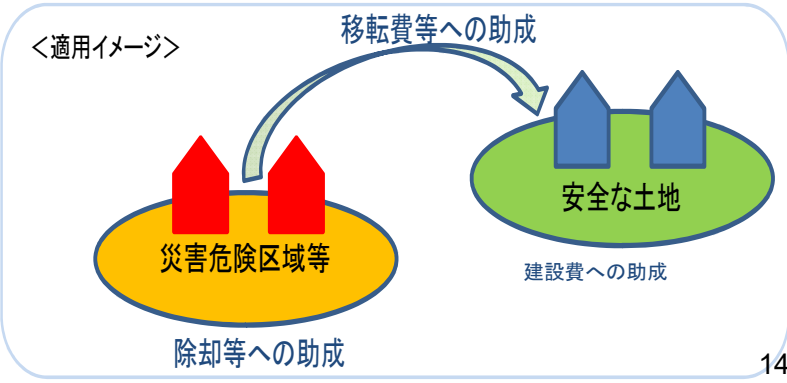 ＜適用イメージ＞
移転費等への助成
安全な土地
災害危険区域等
建設費への助成
除却等への助成
14